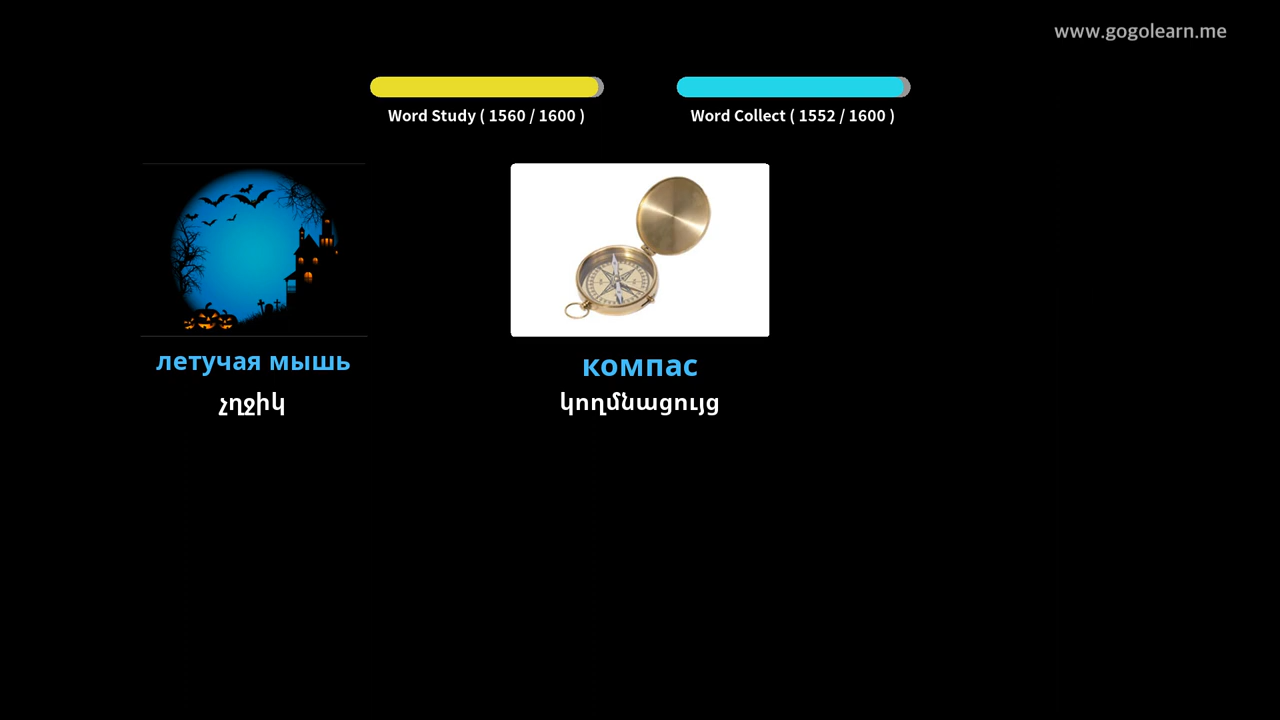 www.gogolearn.me
Word Study ( 1560 / 1600 )
Word Collect ( 1552 / 1600 )
летучая мышь
չղջիկ
компас
կողմնացույց